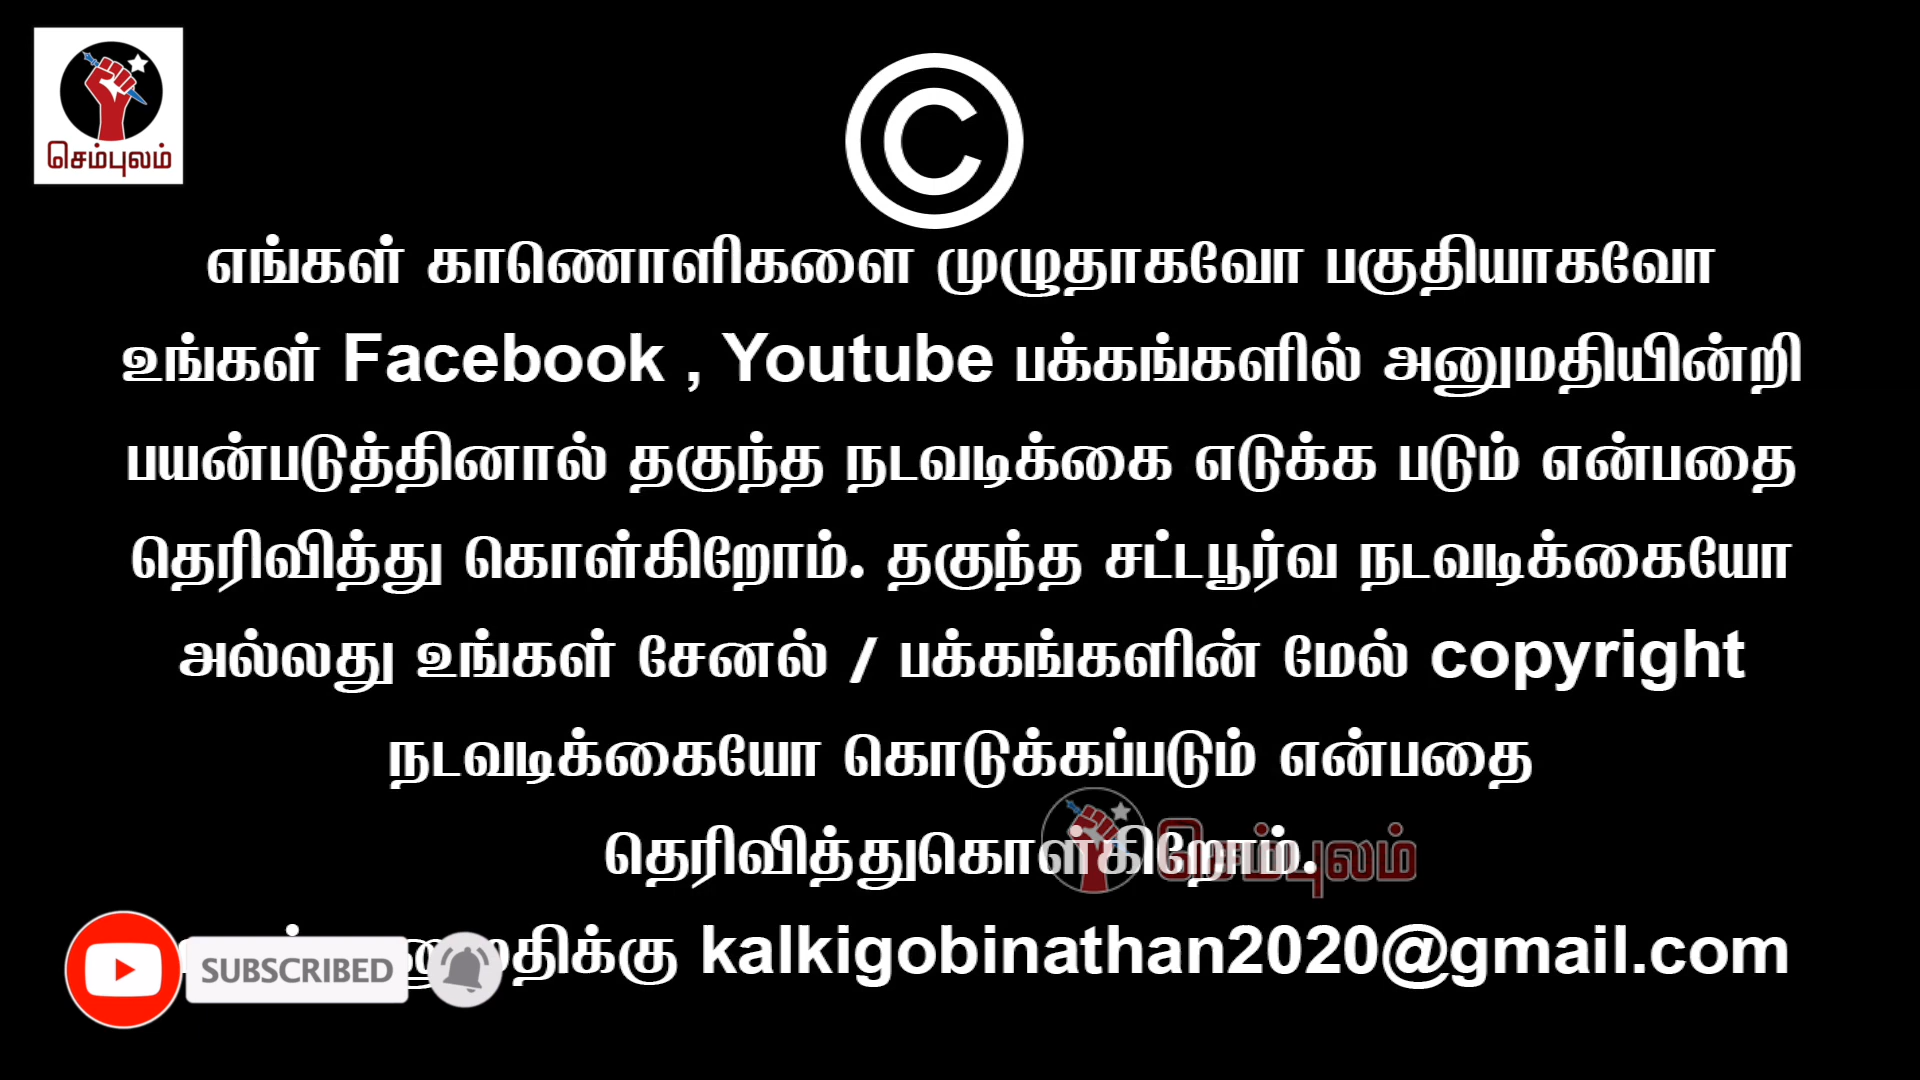 செம்புலம்
எங்கள் காணொளிகளை முழுதாகவோ பகுதியாகவோ
உங்கள் Facebook , Youtube பக்கங்களில் அனுமதியின்றி
பயன்படுத்தினால் தகுந்த நடவடிக்கை எடுக்க படும் என்பதை
தெரிவித்து கொள்கிறோம். தகுந்த சட்டபூர்வ நடவடிக்கையோ
அல்லது உங்கள் சேனல் / பக்கங்களின் மேல் copyright
நடவடிக்கையோ கொடுக்கப்படும் என்பதை
தெரிவித்துகொள்கிறோம்.
செம்புலம்
kalkigobinathan2020@gmail.com
SUBSCRIBED